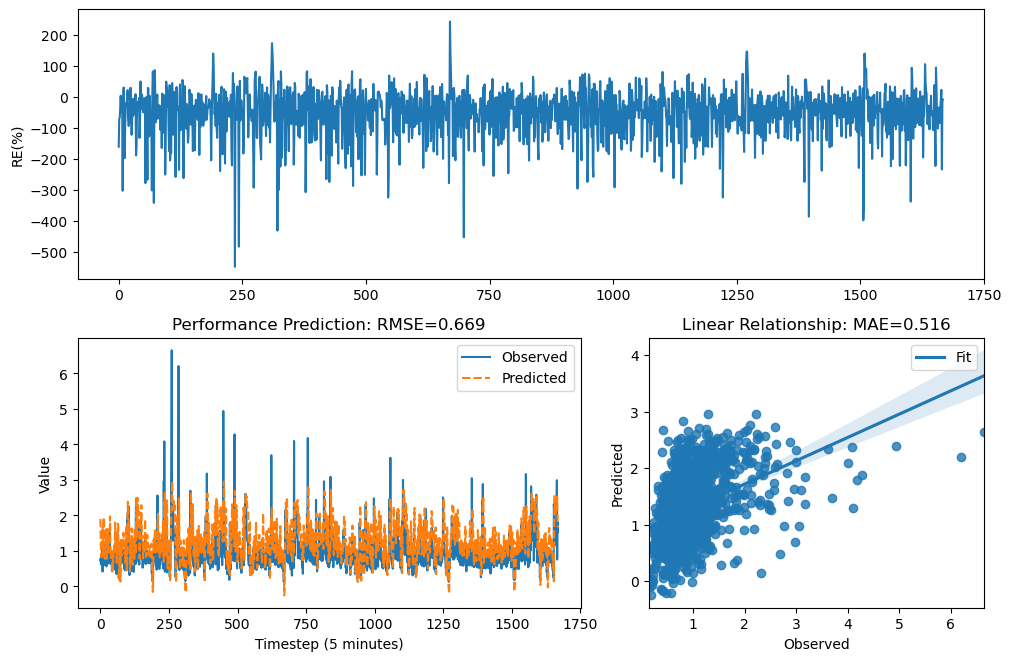 200
100
0
−100
−200
−300
−400
−500
RE(%)
0 250 500 750 1000 1250 1500 1750
Performance Prediction: RMSE=0.669
Observed
Predicted
6
5
4
3
2
1
0
Value
0 250 500 750 1000 1250 1500 1750
Timestep (5 minutes)
Linear Relationship: MAE=0.516
Fit
4
3
2
1
0
Predicted
1 2 3 4 5 6
Observed